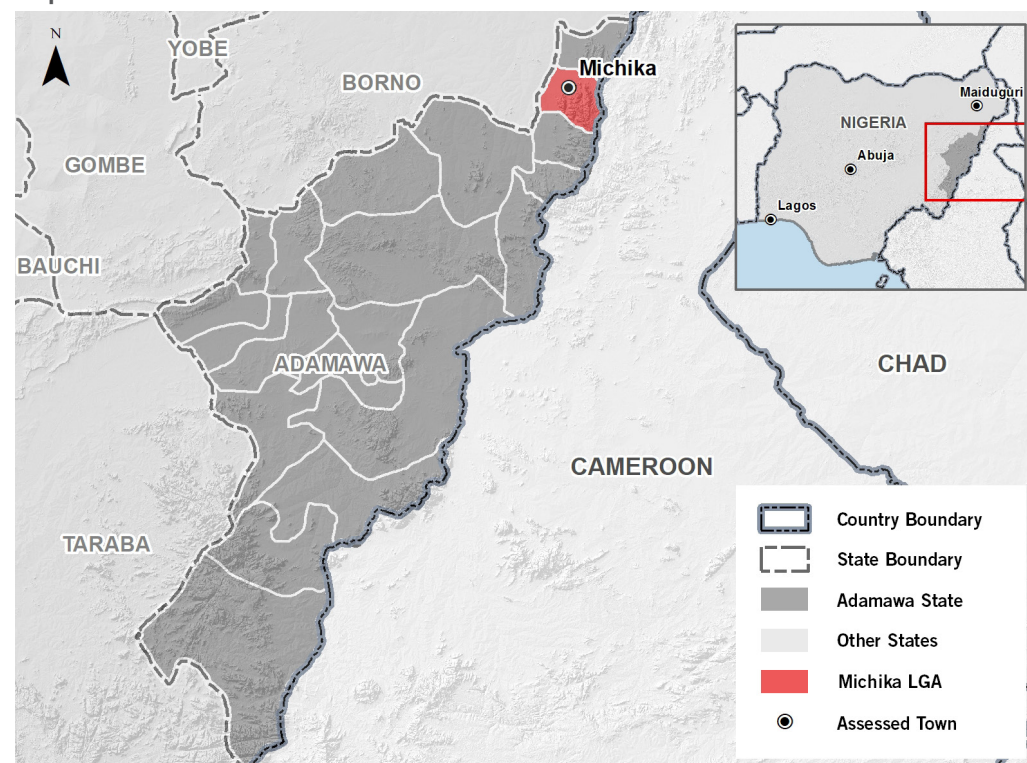 N
YOBE
BORNO
Michika
GOMBE
BAUCHI
ADAMAWA
TARABA
CAMEROON
CHAD
Maiduguri
NIGERIA
Abuja
Lagos
Country Boundary
State Boundary
Adamawa State
Other States
Michika LGA
Assessed Town